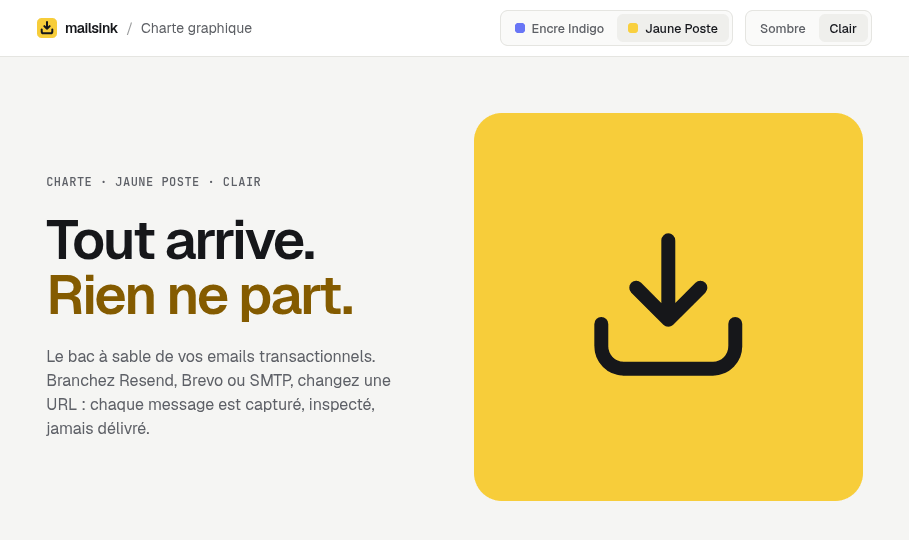 mailsink / Charte graphique
Encre Indigo
Jaune Poste
Sombre
Clair
CHARTE · JAUNE POSTE · CLAIR
Tout arrive.
Rien ne part.
Le bac à sable de vos emails transactionnels.
Branchez Resend, Brevo ou SMTP, changez une
URL : chaque message est capturé, inspecté,
jamais délivré.